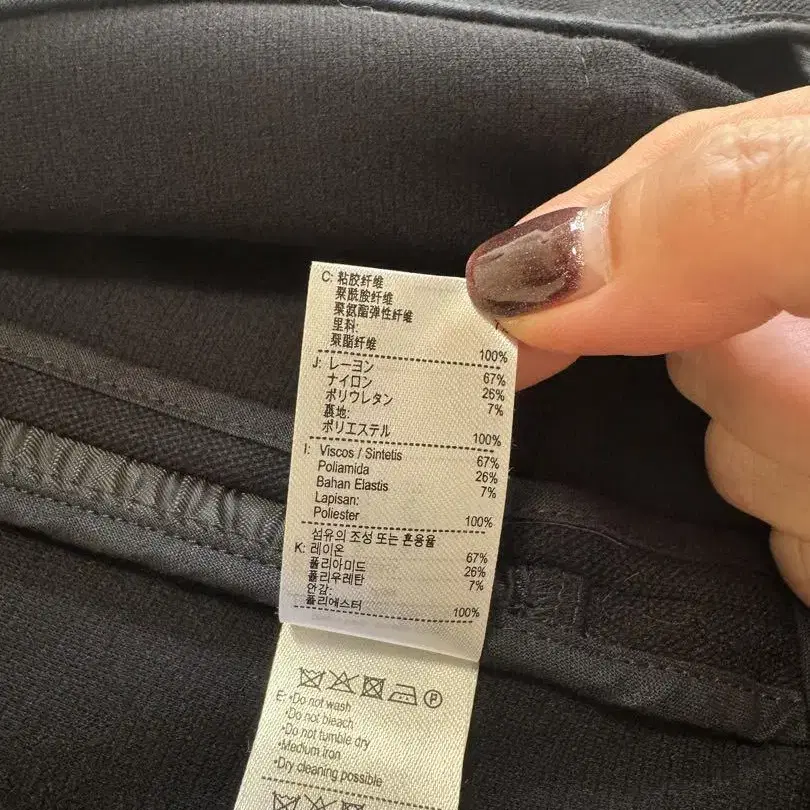 C: 粘胶纤维
聚酰胺纤维
聚氨酯弹性纤维
里料:
聚酯纤维 100%
J: レーヨン 67%
ナイロン 26%
ポリウレタン 7%
裏地:
ポリエステル 100%
I: Viscos / Sintetis 67%
Poliamida 26%
Bahan Elastis 7%
Lapisan:
Poliester 100%
섬유의 조성 또는 혼용율
K: 레이온 67%
폴리아미드 26%
폴리우레탄 7%
안감:
폴리에스터 100%
P
E: •Do not wash
•Do not bleach
•Do not tumble dry
•Medium iron
•Dry cleaning possible